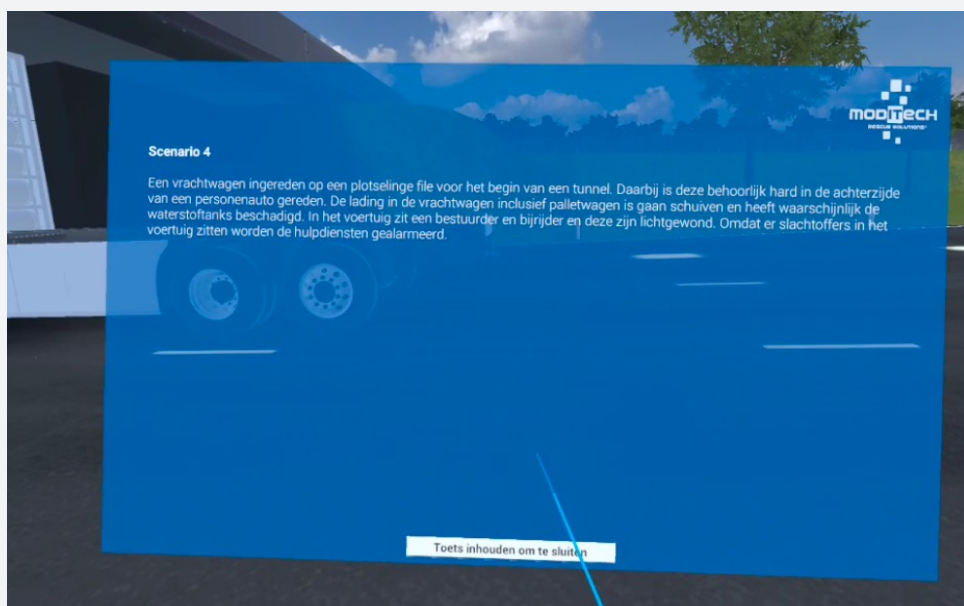 MODITECH
RESCUE SOLUTIONS
Scenario 4
Een vrachtwagen ingereden op een plotselinge file voor het begin van een tunnel. Daarbij is deze behoorlijk hard in de achterzijde
van een personenauto gereden. De lading in de vrachtwagen inclusief palletwagen is gaan schuiven en heeft waarschijnlijk de
waterstoftanks beschadigd. In het voertuig zit een bestuurder en bijrijder en deze zijn lichtgewond. Omdat er slachtoffers in het
voertuig zitten worden de hulpdiensten gealarmeerd.
Toets inhouden om te sluiten